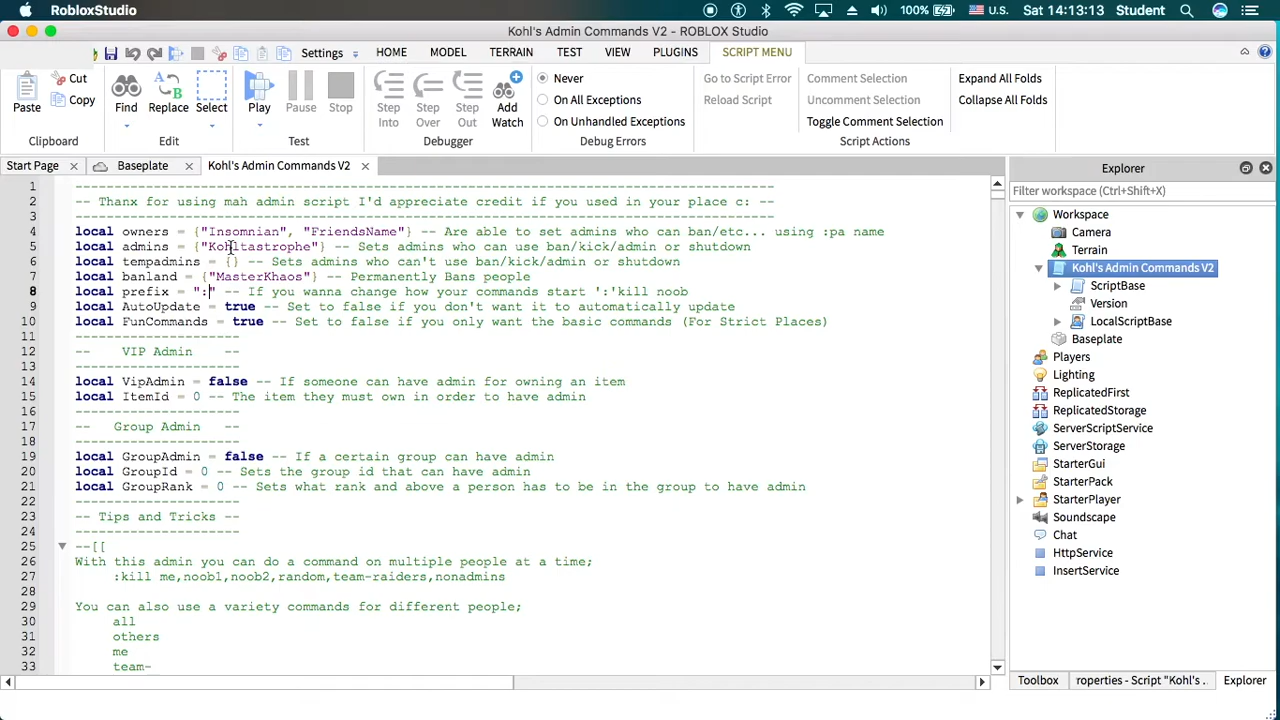 RobloxStudio 100% U.S. Sat 14:13:13 Student
Kohl's Admin Commands V2 - ROBLOX Studio
Settings HOME MODEL TERRAIN TEST VIEW PLUGINS SCRIPT MENU
Paste Cut Copy
Clipboard
Find Replace Select
Edit
Play Pause Stop
Test
Step Into Step Over Step Out Add Watch
Debugger
Never
On All Exceptions
On Unhandled Exceptions
Debug Errors
Go to Script Error Comment Selection Expand All Folds
Reload Script Uncomment Selection Collapse All Folds
Toggle Comment Selection
Script Actions
Start Page Baseplate Kohl's Admin Commands V2
1 ------------------------------------------------------------------------------------------
2 -- Thanx for using mah admin script I'd appreciate credit if you used in your place c: --
3 ------------------------------------------------------------------------------------------
4 local owners = {"Insomnian", "FriendsName"} -- Are able to set admins who can ban/etc... using :pa name
5 local admins = {"Kohltastrophe"} -- Sets admins who can use ban/kick/admin or shutdown
6 local tempadmins = {} -- Sets admins who can't use ban/kick/admin or shutdown
7 local banland = {"MasterKhaos"} -- Permanently Bans people
8 local prefix = ":" -- If you wanna change how your commands start ':'kill noob
9 local AutoUpdate = true -- Set to false if you don't want it to automatically update
10 local FunCommands = true -- Set to false if you only want the basic commands (For Strict Places)
11 ---------------------
12 --   VIP Admin    --
13 ---------------------
14 local VipAdmin = false -- If someone can have admin for owning an item
15 local ItemId = 0 -- The item they must own in order to have admin
16 ---------------------
17 --  Group Admin   --
18 ---------------------
19 local GroupAdmin = false -- If a certain group can have admin
20 local GroupId = 0 -- Sets the group id that can have admin
21 local GroupRank = 0 -- Sets what rank and above a person has to be in the group to have admin
22 ---------------------
23 -- Tips and Tricks --
24 ---------------------
25 --[[
26 With this admin you can do a command on multiple people at a time;
27 :kill me,noob1,noob2,random,team-raiders,nonadmins
28
29 You can also use a variety commands for different people;
30 all
31 others
32 me
33 team-
Explorer
Filter workspace (⌘+Shift+X)
Workspace
Camera
Terrain
Kohl's Admin Commands V2
ScriptBase
Version
LocalScriptBase
Baseplate
Players
Lighting
ReplicatedFirst
ReplicatedStorage
ServerScriptService
ServerStorage
StarterGui
StarterPack
StarterPlayer
Soundscape
Chat
HttpService
InsertService
Toolbox roperties - Script "Kohl's .. Explorer